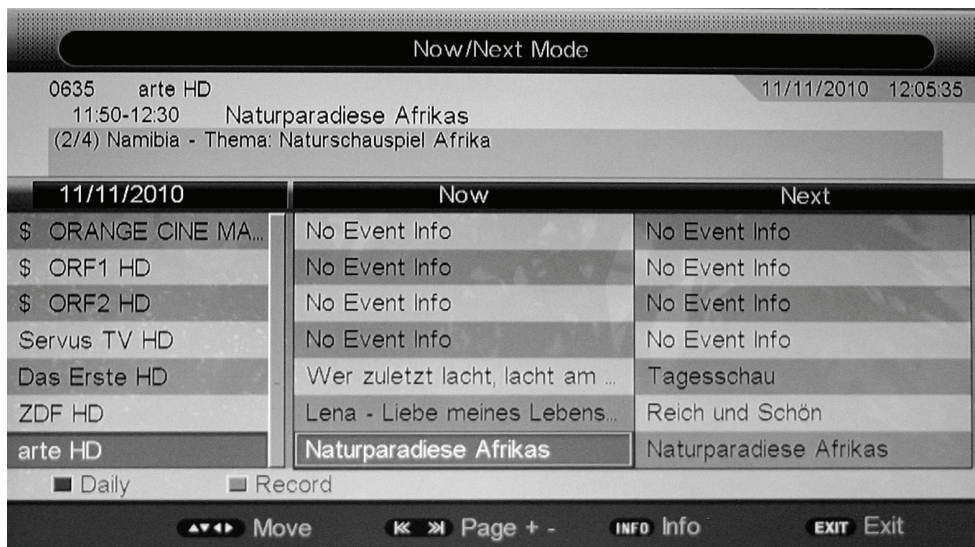 Now/Next Mode
0635 arte HD 11/11/2010 12:05:35
11:50-12:30 Naturparadiese Afrikas
(2/4) Namibia - Thema: Naturschauspiel Afrika
11/11/2010 Now Next
$ ORANGE CINE MA... No Event Info No Event Info
$ ORF1 HD No Event Info No Event Info
$ ORF2 HD No Event Info No Event Info
Servus TV HD No Event Info No Event Info
Das Erste HD Wer zuletzt lacht, lacht am ... Tagesschau
ZDF HD Lena - Liebe meines Lebens... Reich und Schön
arte HD Naturparadiese Afrikas Naturparadiese Afrikas
Daily Record
Move Page + - INFO Info EXIT Exit